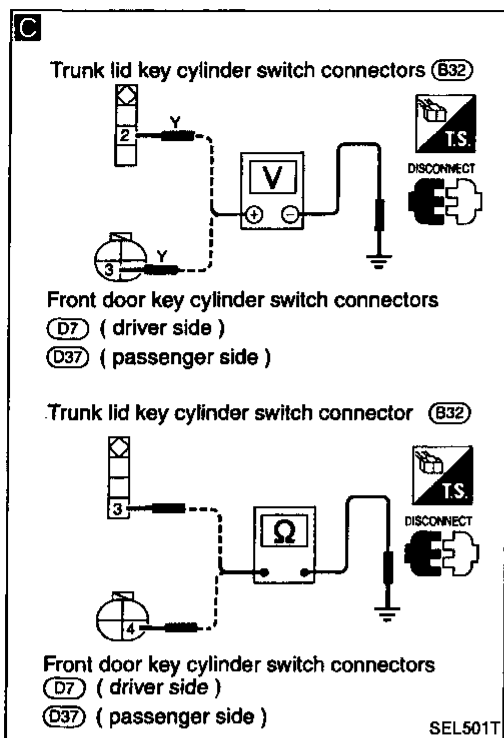 C
Trunk lid key cylinder switch connectors B32
2
Y
V
T.S.
DISCONNECT
⊕ ⊖
3
Y
Front door key cylinder switch connectors
D7 ( driver side )
D37 ( passenger side )
Trunk lid key cylinder switch connector B32
3
Ω
T.S.
DISCONNECT
4
Front door key cylinder switch connectors
D7 ( driver side )
D37 ( passenger side )
SEL501T